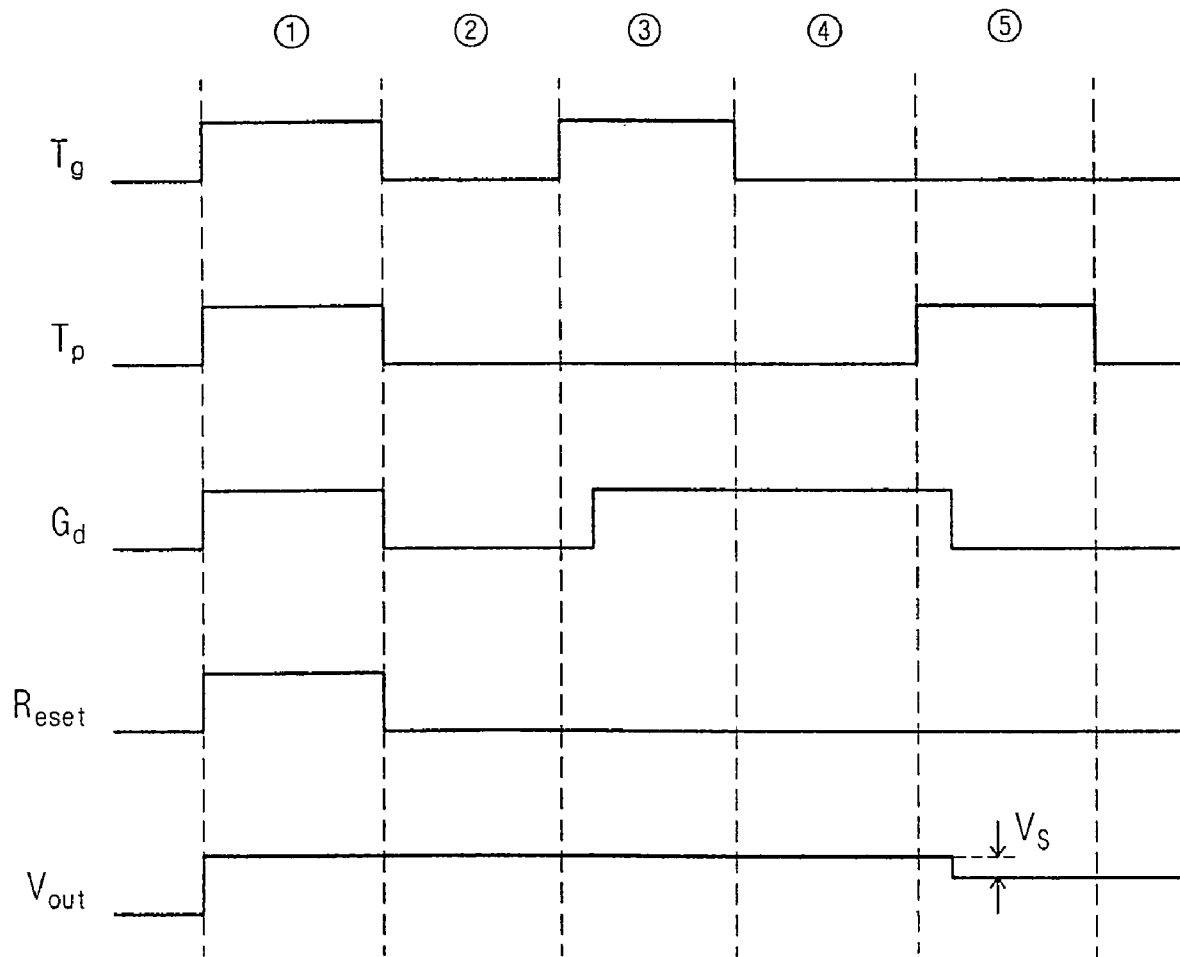 ① ② ③ ④ ⑤
Tg
Tp
Gd
Reset
VS
Vout